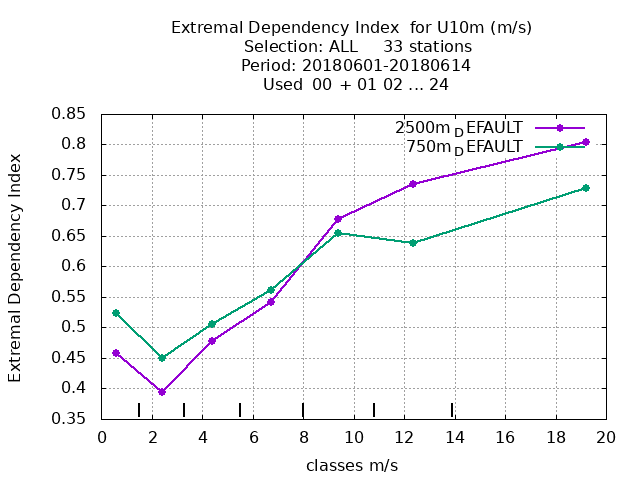 Extremal Dependency Index  for U10m (m/s)
Selection: ALL     33 stations
Period: 20180601-20180614
Used  00 + 01 02 ... 24
2500m_DEFAULT
750m_DEFAULT
Extremal Dependency Index
0.85
0.8
0.75
0.7
0.65
0.6
0.55
0.5
0.45
0.4
0.35
0 2 4 6 8 10 12 14 16 18 20
classes m/s